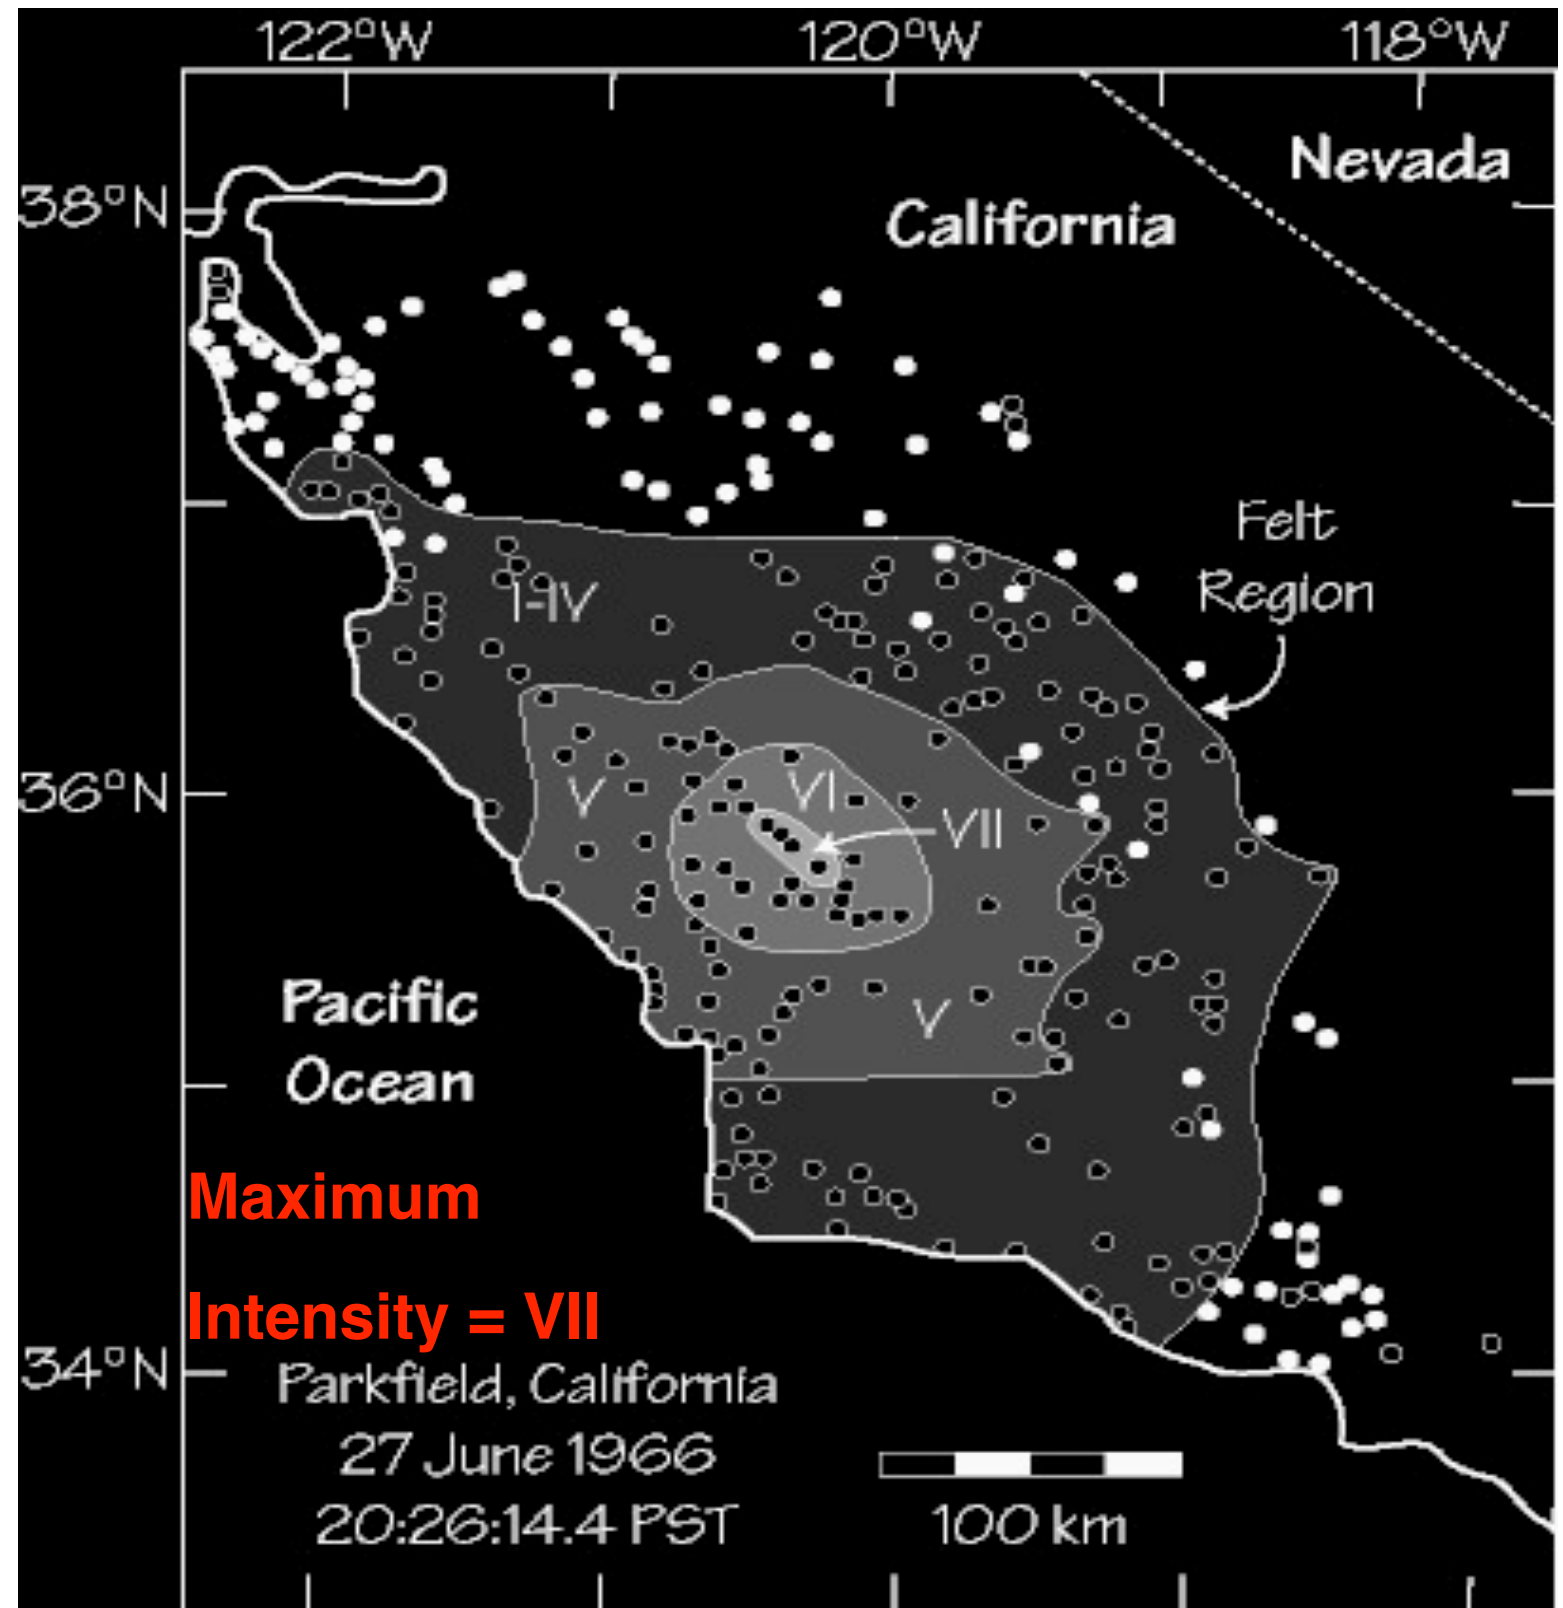 122°W 120°W 118°W
Nevada
38°N
California
Felt
Region
I-IV
36°N
V
VI
VII
V
Pacific
Ocean
Maximum
Intensity = VII
34°N
Parkfield, California
27 June 1966
20:26:14.4 PST
100 km